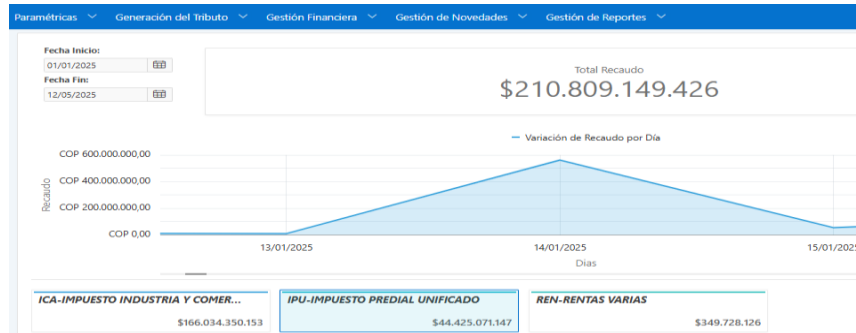 Paramétricas Generación del Tributo Gestión Financiera Gestión de Novedades Gestión de Reportes
Fecha Inicio:
01/01/2025
Fecha Fin:
12/05/2025
Total Recaudo
$210.809.149.426
Variación de Recaudo por Día
COP 600.000.000,00
COP 400.000.000,00
COP 200.000.000,00
COP 0,00
Recaudo
13/01/2025 14/01/2025 15/01/2025
Dias
ICA-IMPUESTO INDUSTRIA Y COMER...
$166.034.350.153
IPU-IMPUESTO PREDIAL UNIFICADO
$44.425.071.147
REN-RENTAS VARIAS
$349.728.126